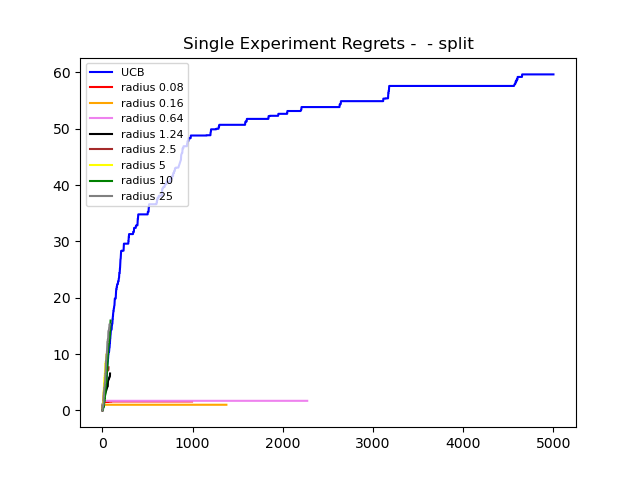 Single Experiment Regrets -  - split
UCB
radius 0.08
radius 0.16
radius 0.64
radius 1.24
radius 2.5
radius 5
radius 10
radius 25
60
50
40
30
20
10
0
0 1000 2000 3000 4000 5000